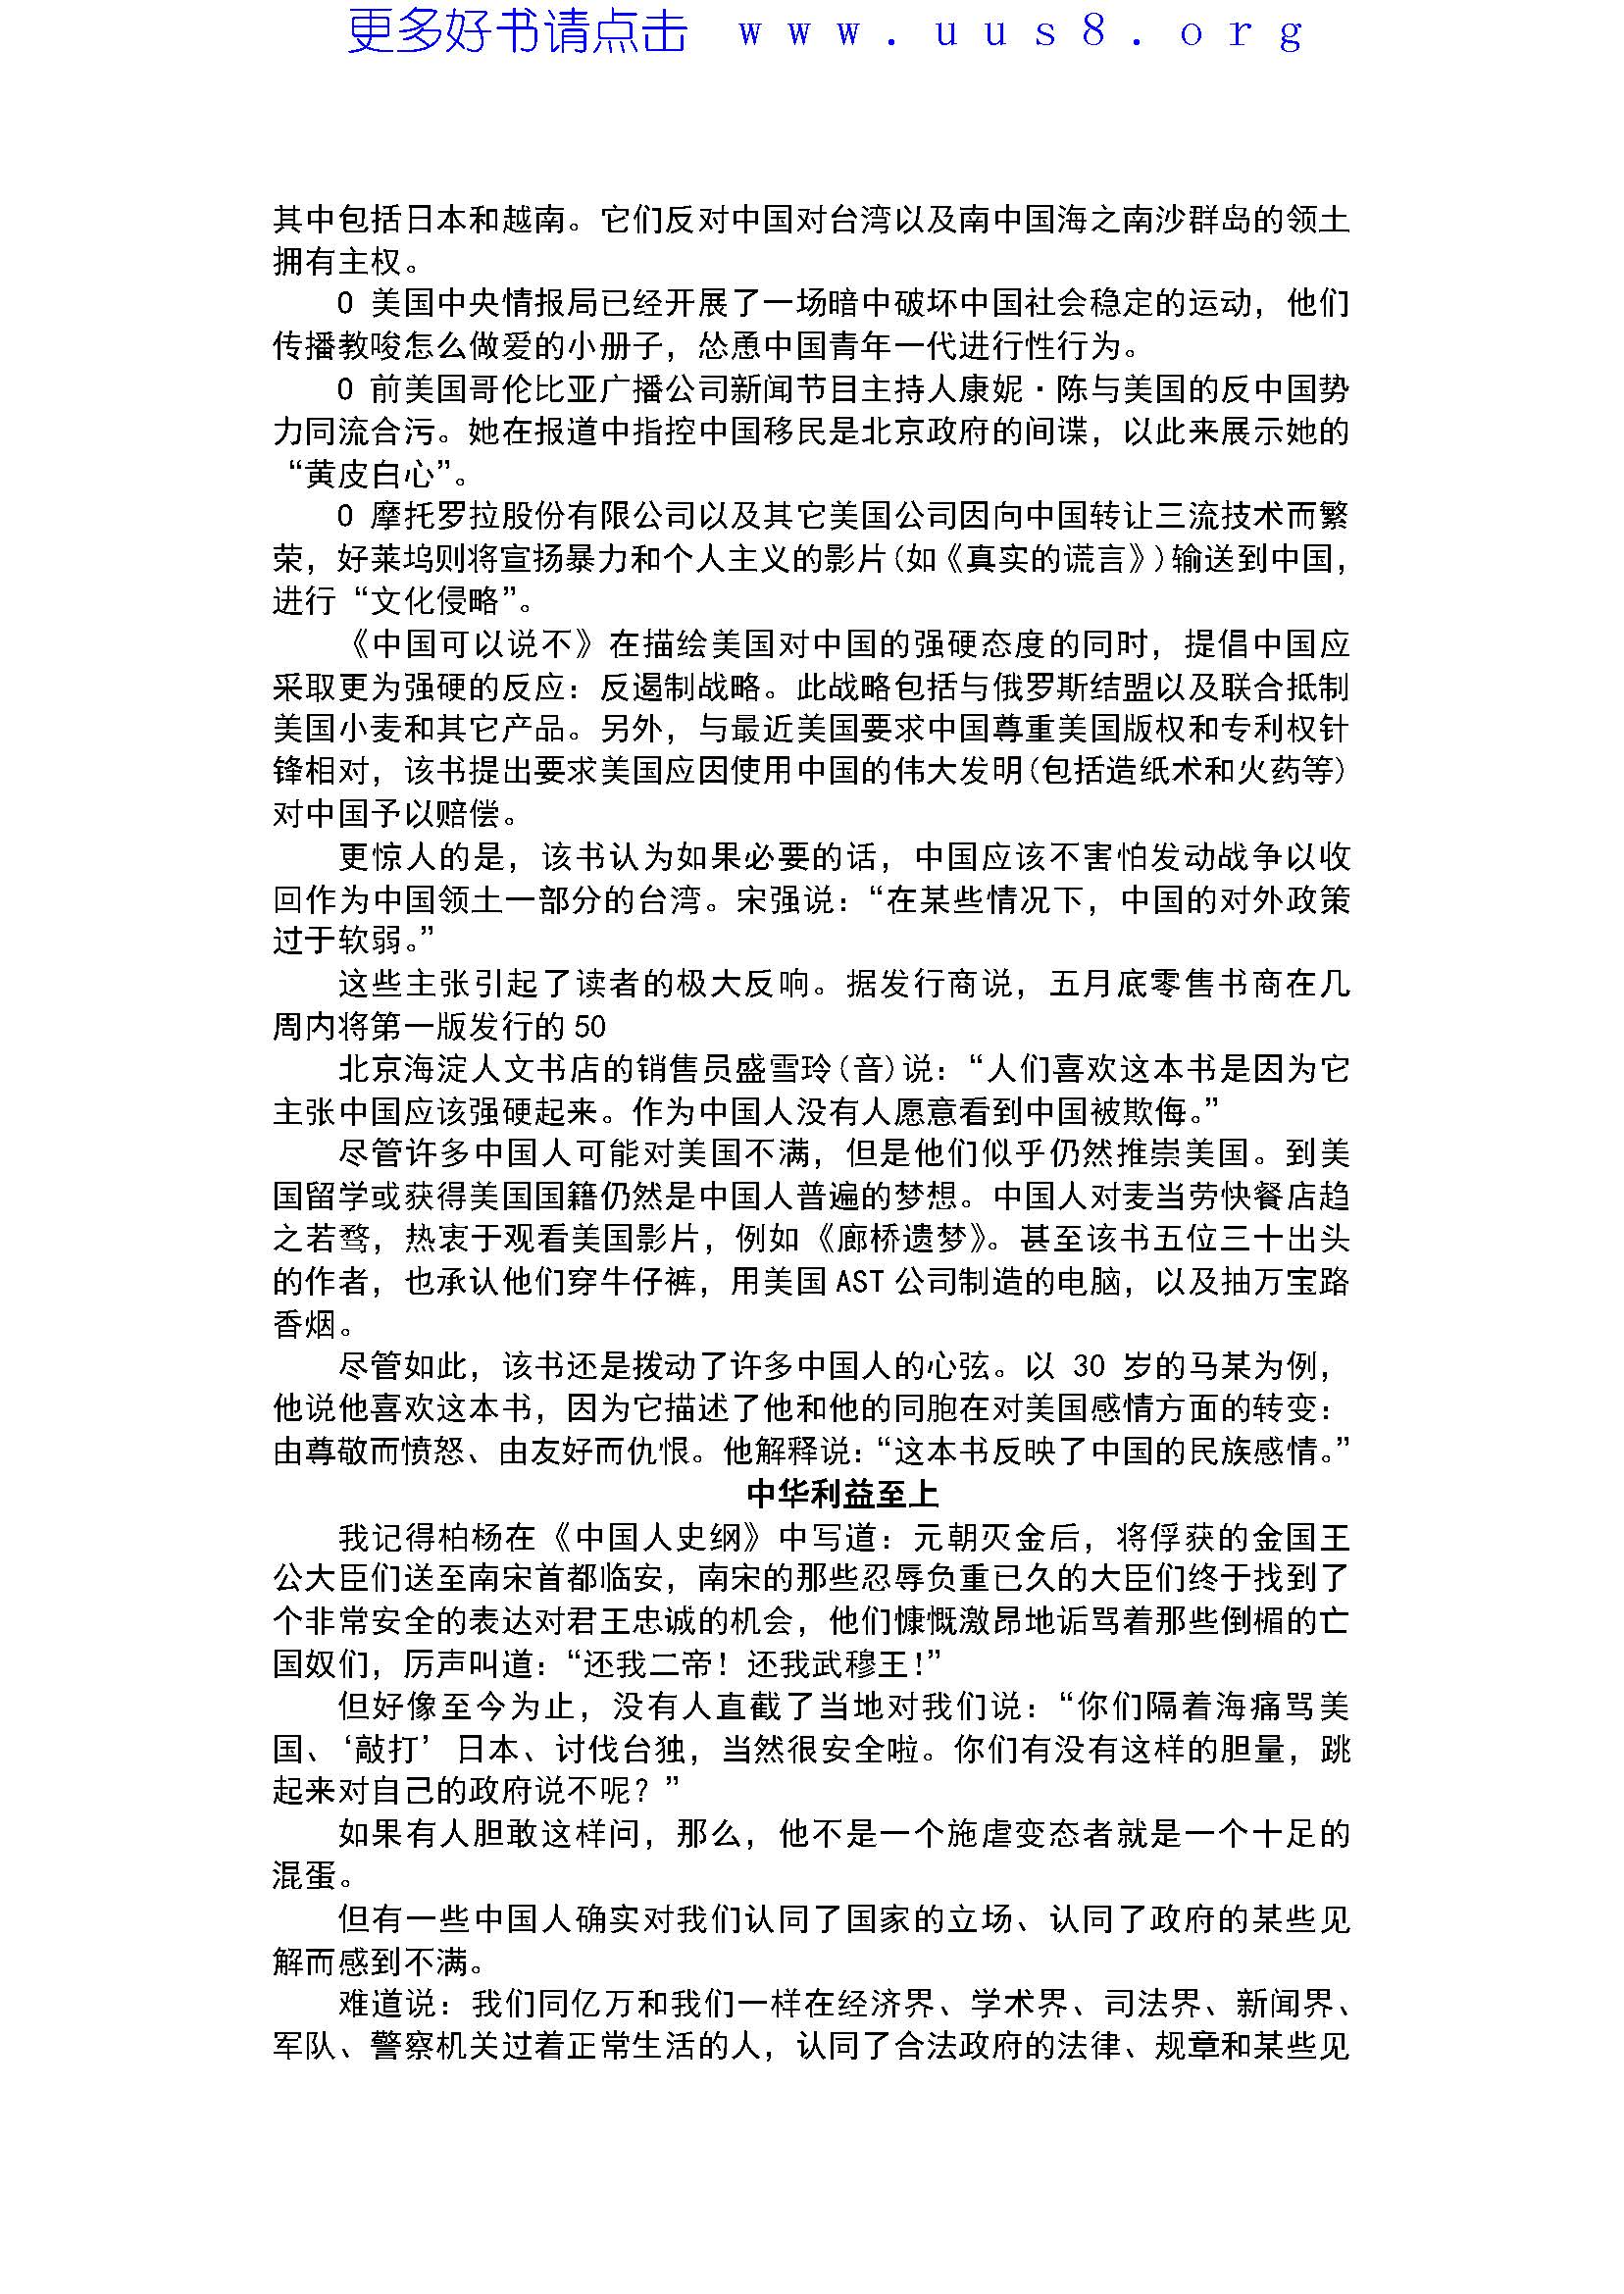 更多好书请点击 www.uus8.org
其中包括日本和越南。它们反对中国对台湾以及南中国海之南沙群岛的领土
拥有主权。
0 美国中央情报局已经开展了一场暗中破坏中国社会稳定的运动，他们
传播教唆怎么做爱的小册子，怂恿中国青年一代进行性行为。
0 前美国哥伦比亚广播公司新闻节目主持人康妮·陈与美国的反中国势
力同流合污。她在报道中指控中国移民是北京政府的间谍，以此来展示她的
“黄皮白心”。
0 摩托罗拉股份有限公司以及其它美国公司因向中国转让三流技术而繁
荣，好莱坞则将宣扬暴力和个人主义的影片(如《真实的谎言》)输送到中国，
进行“文化侵略”。
《中国可以说不》在描绘美国对中国的强硬态度的同时，提倡中国应
采取更为强硬的反应：反遏制战略。此战略包括与俄罗斯结盟以及联合抵制
美国小麦和其它产品。另外，与最近美国要求中国尊重美国版权和专利权针
锋相对，该书提出要求美国应因使用中国的伟大发明(包括造纸术和火药等)
对中国予以赔偿。
更惊人的是，该书认为如果必要的话，中国应该不害怕发动战争以收
回作为中国领土一部分的台湾。宋强说：“在某些情况下，中国的对外政策
过于软弱。”
这些主张引起了读者的极大反响。据发行商说，五月底零售书商在几
周内将第一版发行的 50
北京海淀人文书店的销售员盛雪玲(音)说：“人们喜欢这本书是因为它
主张中国应该强硬起来。作为中国人没有人愿意看到中国被欺侮。”
尽管许多中国人可能对美国不满，但是他们似乎仍然推崇美国。到美
国留学或获得美国国籍仍然是中国人普遍的梦想。中国人对麦当劳快餐店趋
之若鹜，热衷于观看美国影片，例如《廊桥遗梦》。甚至该书五位三十出头
的作者，也承认他们穿牛仔裤，用美国 AST 公司制造的电脑，以及抽万宝路
香烟。
尽管如此，该书还是拨动了许多中国人的心弦。以 30 岁的马某为例，
他说他喜欢这本书，因为它描述了他和他的同胞在对美国感情方面的转变：
由尊敬而愤怒、由友好而仇恨。他解释说：“这本书反映了中国的民族感情。”
中华利益至上
我记得柏杨在《中国人史纲》中写道：元朝灭金后，将俘获的金国王
公大臣们送至南宋首都临安，南宋的那些忍辱负重已久的大臣们终于找到了
个非常安全的表达对君王忠诚的机会，他们慷慨激昂地诟骂着那些倒楣的亡
国奴们，厉声叫道：“还我二帝！还我武穆王！”
但好像至今为止，没有人直截了当地对我们说：“你们隔着海痛骂美
国、‘敲打’日本、讨伐台独，当然很安全啦。你们有没有这样的胆量，跳
起来对自己的政府说不呢？”
如果有人胆敢这样问，那么，他不是一个施虐变态者就是一个十足的
混蛋。
但有一些中国人确实对我们认同了国家的立场、认同了政府的某些见
解而感到不满。
难道说：我们同亿万和我们一样在经济界、学术界、司法界、新闻界、
军队、警察机关过着正常生活的人，认同了合法政府的法律、规章和某些见